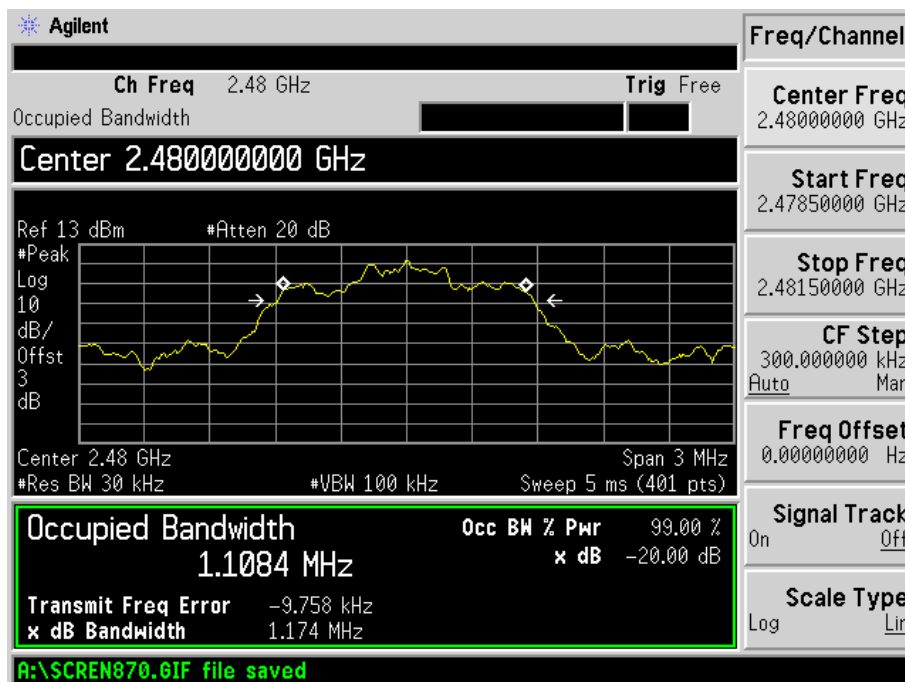 Agilent
Freq/Channel
Ch Freq 2.48 GHz Trig Free
Occupied Bandwidth
Center 2.480000000 GHz
Ref 13 dBm #Atten 20 dB
#Peak
Log
10
dB/
Offst
3
dB
Center 2.48 GHz Span 3 MHz
#Res BW 30 kHz #VBW 100 kHz Sweep 5 ms (401 pts)
Occupied Bandwidth
1.1084 MHz
Occ BW % Pwr 99.00 %
x dB -20.00 dB
Transmit Freq Error -9.758 kHz
x dB Bandwidth 1.174 MHz
A:\SCREN870.GIF file saved
Center Freq
2.48000000 GHz
Start Freq
2.47850000 GHz
Stop Freq
2.48150000 GHz
CF Step
300.000000 kHz
Auto Man
Freq Offset
0.00000000 Hz
Signal Track
On Off
Scale Type
Log Lin